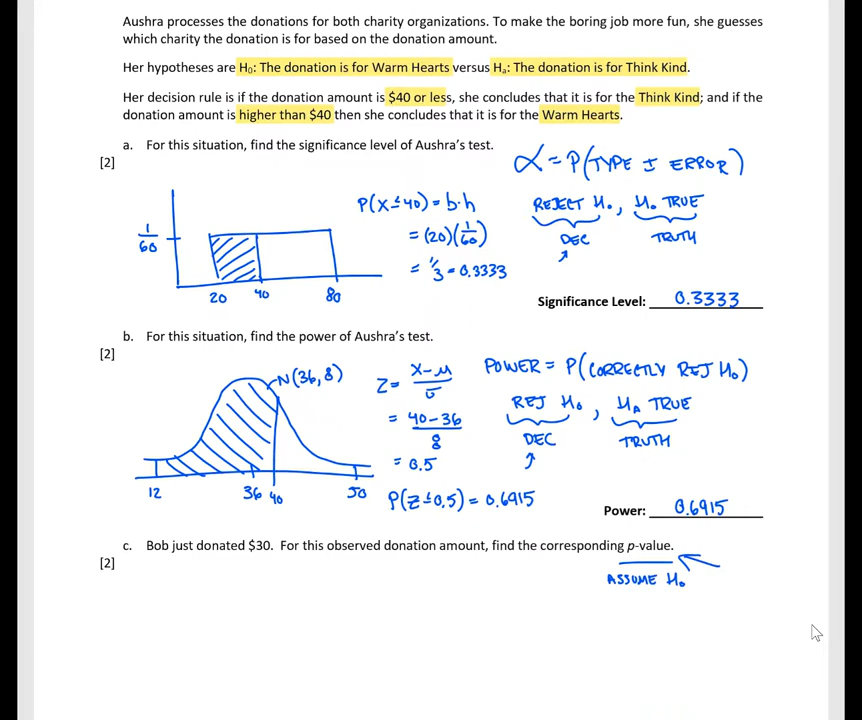 Aushra processes the donations for both charity organizations. To make the boring job more fun, she guesses
which charity the donation is for based on the donation amount.
Her hypotheses are H₀: The donation is for Warm Hearts versus Hₐ: The donation is for Think Kind.
Her decision rule is if the donation amount is $40 or less, she concludes that it is for the Think Kind; and if the
donation amount is higher than $40 then she concludes that it is for the Warm Hearts.
a. For this situation, find the significance level of Aushra's test.
[2]
α = P(TYPE I ERROR)
P(X≤40) = b·h
REJECT H₀, H₀ TRUE
1/60
= (20)(1/60)
DEC TRUTH
= 1/3 = 0.3333
20 40 80
Significance Level: 0.3333
b. For this situation, find the power of Aushra's test.
[2]
N(36,8)
Z = X-μ/σ
POWER = P(CORRECTLY REJ H₀)
= 40-36/8
REJ H₀, HA TRUE
DEC TRUTH
= 0.5
12 36 40 50
P(Z≤0.5) = 0.6915
Power: 0.6915
c. Bob just donated $30. For this observed donation amount, find the corresponding p-value.
[2]
ASSUME H₀